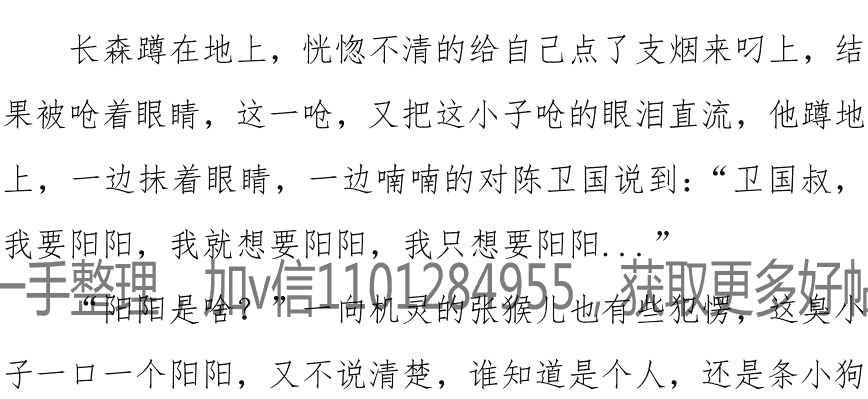 长森蹲在地上，恍惚不清的给自己点了支烟来叼上，结
果被呛着眼睛，这一呛，又把这小子呛的眼泪直流，他蹲地
上，一边抹着眼睛，一边喃喃的对陈卫国说到：“卫国叔，
我要阳阳，我就想要阳阳，我只想要阳阳...”
一手整理，加v信1101284955，获取更多好帖
“阳阳是啥？”一向机灵的张猴儿也有些犯愣，这臭小
子一口一个阳阳，又不说清楚，谁知道是个人，还是条小狗